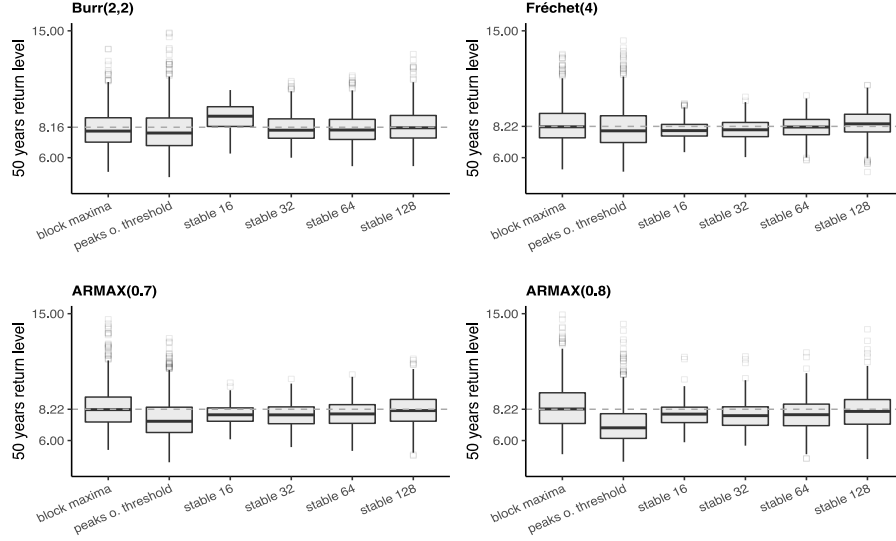 Burr(2,2)
50 years return level
15.00
8.16
6.00
block maxima
peaks o. threshold
stable 16
stable 32
stable 64
stable 128
Fréchet(4)
50 years return level
15.00
8.22
6.00
block maxima
peaks o. threshold
stable 16
stable 32
stable 64
stable 128
ARMAX(0.7)
50 years return level
15.00
8.22
6.00
block maxima
peaks o. threshold
stable 16
stable 32
stable 64
stable 128
ARMAX(0.8)
50 years return level
15.00
8.22
6.00
block maxima
peaks o. threshold
stable 16
stable 32
stable 64
stable 128